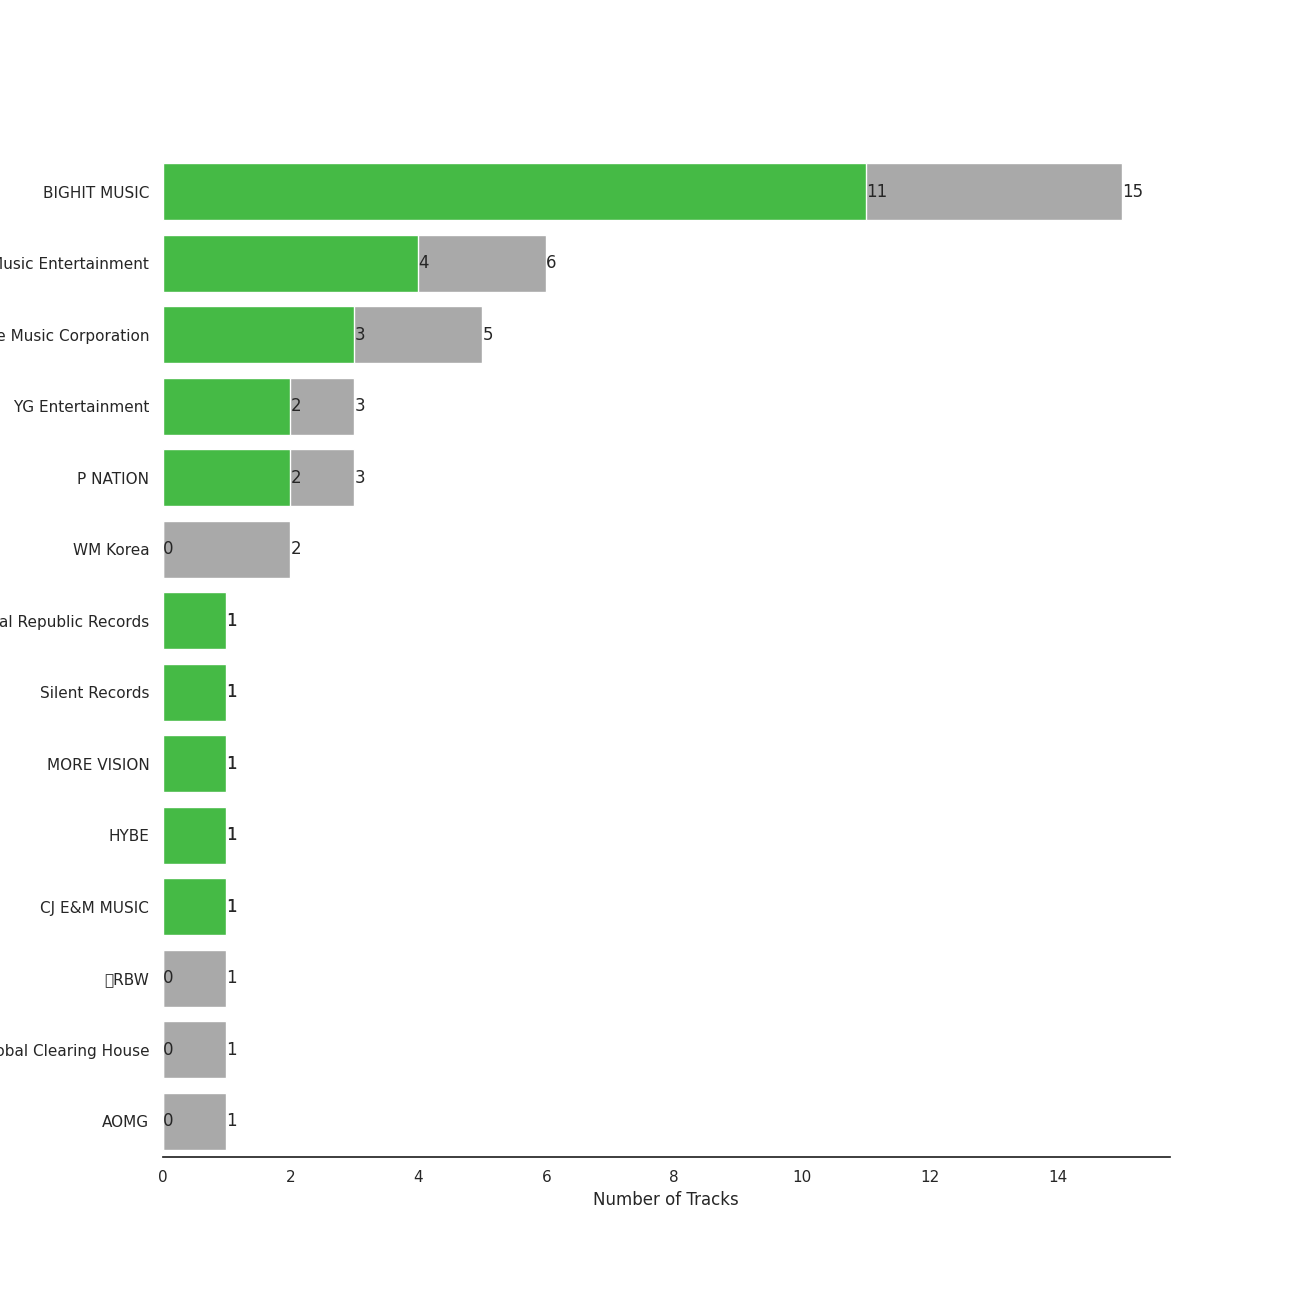 BIGHIT MUSIC 11 15
Music Entertainment 4 6
e Music Corporation 3 5
YG Entertainment 2 3
P NATION 2 3
WM Korea 0 2
al Republic Records 1
Silent Records 1
MORE VISION 1
HYBE 1
CJ E&M MUSIC 1
RBW 0 1
obal Clearing House 0 1
AOMG 0 1
0 2 4 6 8 10 12 14
Number of Tracks